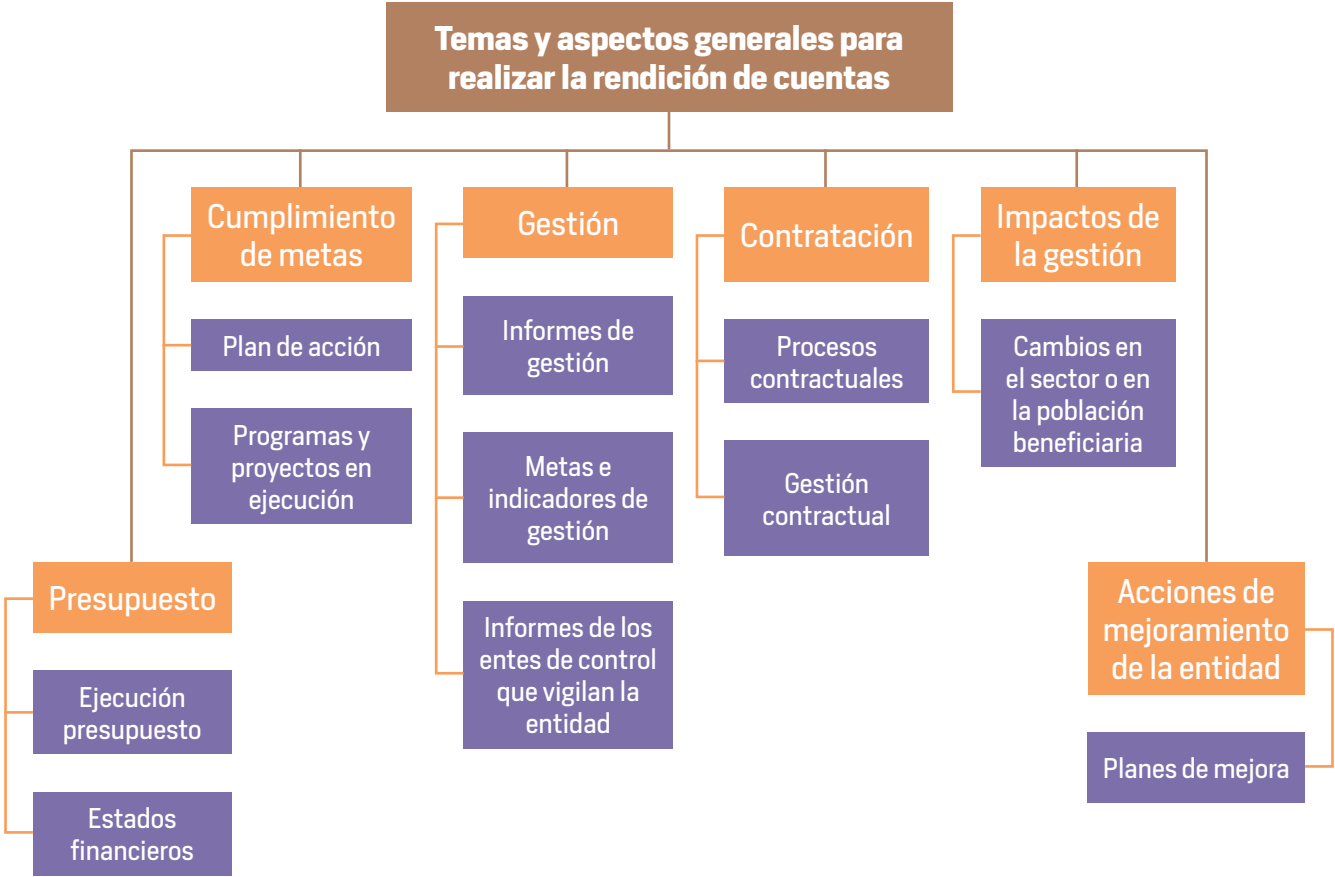 Temas y aspectos generales para
realizar la rendición de cuentas
Presupuesto
Ejecución
presupuesto
Estados
financieros
Cumplimiento
de metas
Plan de acción
Programas y
proyectos en
ejecución
Gestión
Informes de
gestión
Metas e
indicadores de
gestión
Informes de los
entes de control
que vigilan la
entidad
Contratación
Procesos
contractuales
Gestión
contractual
Impactos de
la gestión
Cambios en
el sector o en
la población
beneficiaria
Acciones de
mejoramiento
de la entidad
Planes de mejora